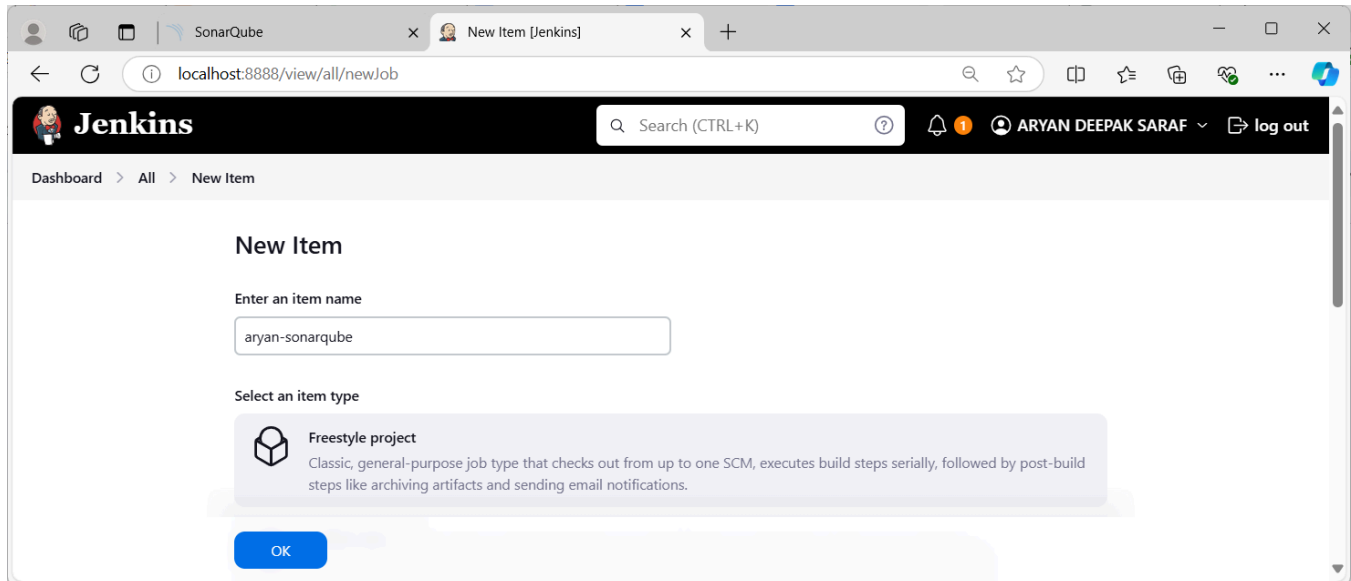 SonarQube
New Item [Jenkins]
localhost:8888/view/all/newJob
Jenkins
Search (CTRL+K)
1
ARYAN DEEPAK SARAF
log out
Dashboard > All > New Item
New Item
Enter an item name
aryan-sonarqube
Select an item type
Freestyle project
Classic, general-purpose job type that checks out from up to one SCM, executes build steps serially, followed by post-build
steps like archiving artifacts and sending email notifications.
OK